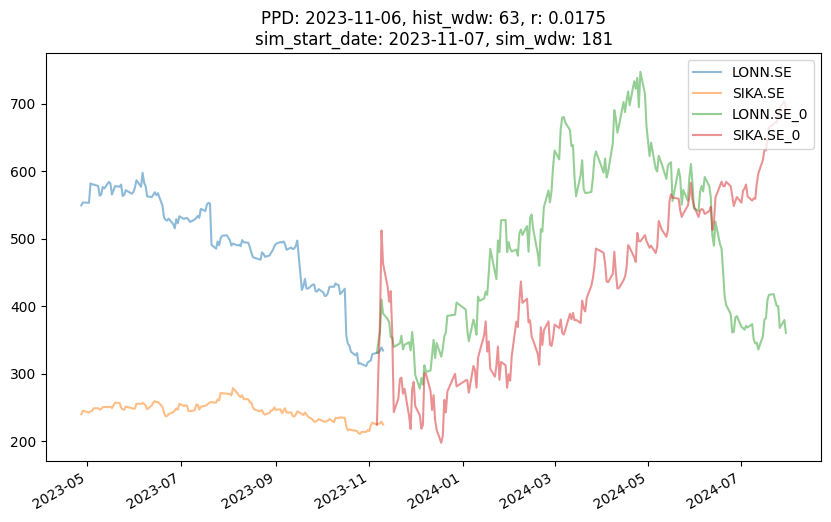 PPD: 2023-11-06, hist_wdw: 63, r: 0.0175
sim_start_date: 2023-11-07, sim_wdw: 181
LONN.SE
SIKA.SE
LONN.SE_0
SIKA.SE_0
700
600
500
400
300
200
2023-05
2023-07
2023-09
2023-11
2024-01
2024-03
2024-05
2024-07